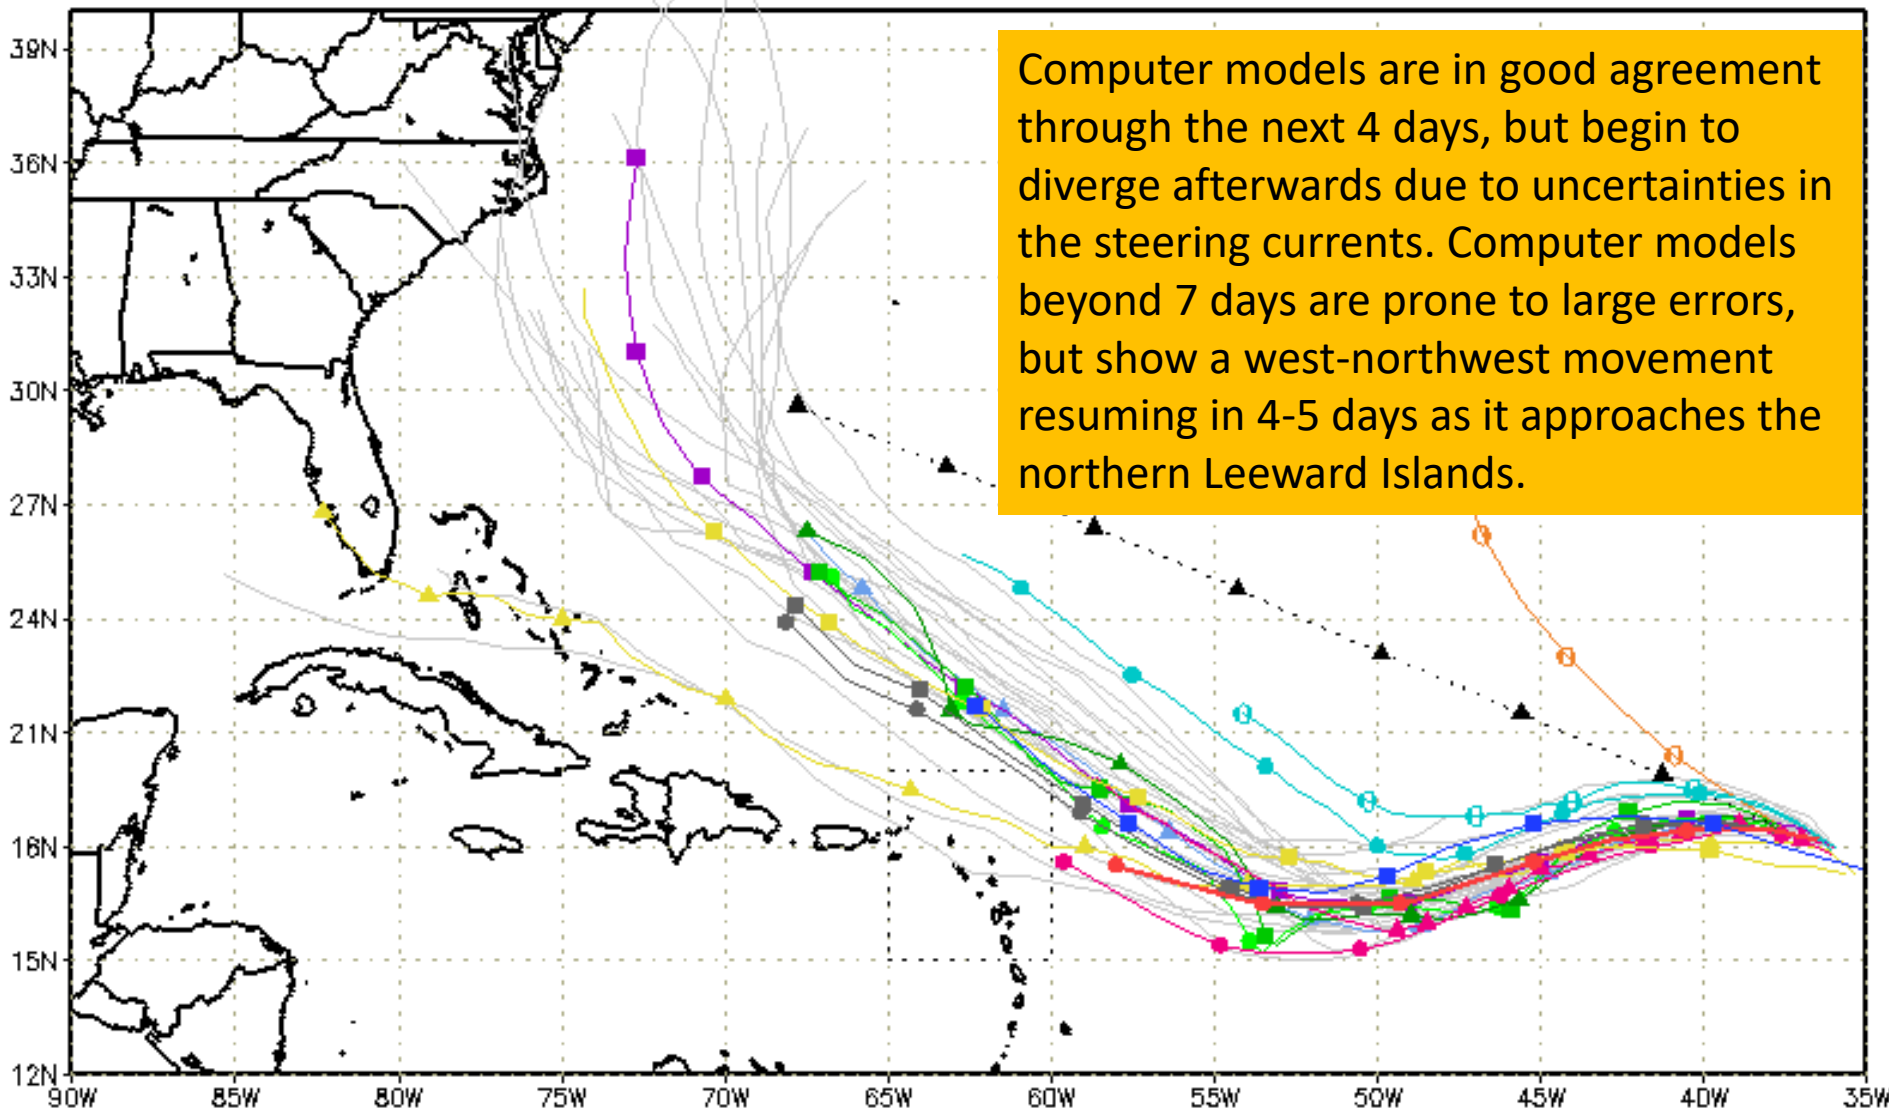 39N
Computer models are in good agreement
through the next 4 days, but begin to
diverge afterwards due to uncertainties in
the steering currents. Computer models
beyond 7 days are prone to large errors,
but show a west-northwest movement
resuming in 4-5 days as it approaches the
northern Leeward Islands.
36N
33N
30N
27N
24N
21N
18N
15N
12N
90W 85W 80W 75W 70W 65W 60W 55W 50W 45W 40W 35W